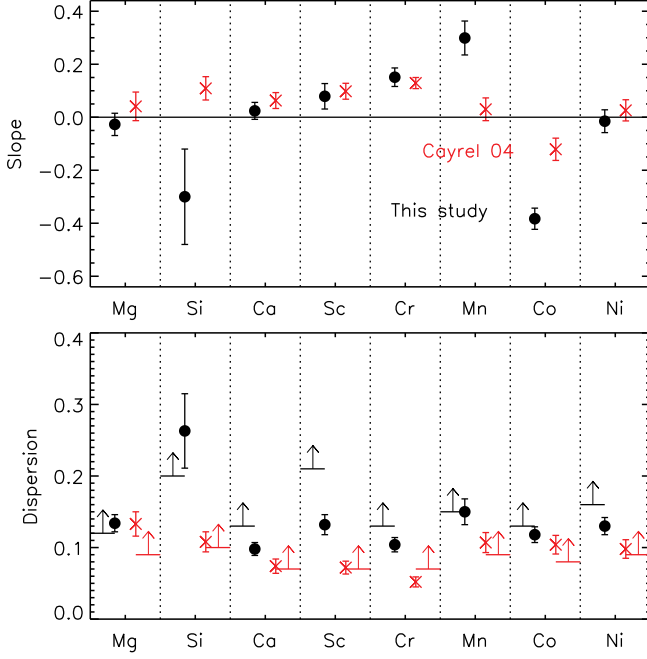 0.4
0.2
0.0
−0.2
−0.4
−0.6
Slope
Cayrel 04
This study
Mg Si Ca Sc Cr Mn Co Ni
0.4
0.3
0.2
0.1
0.0
Dispersion
Mg Si Ca Sc Cr Mn Co Ni